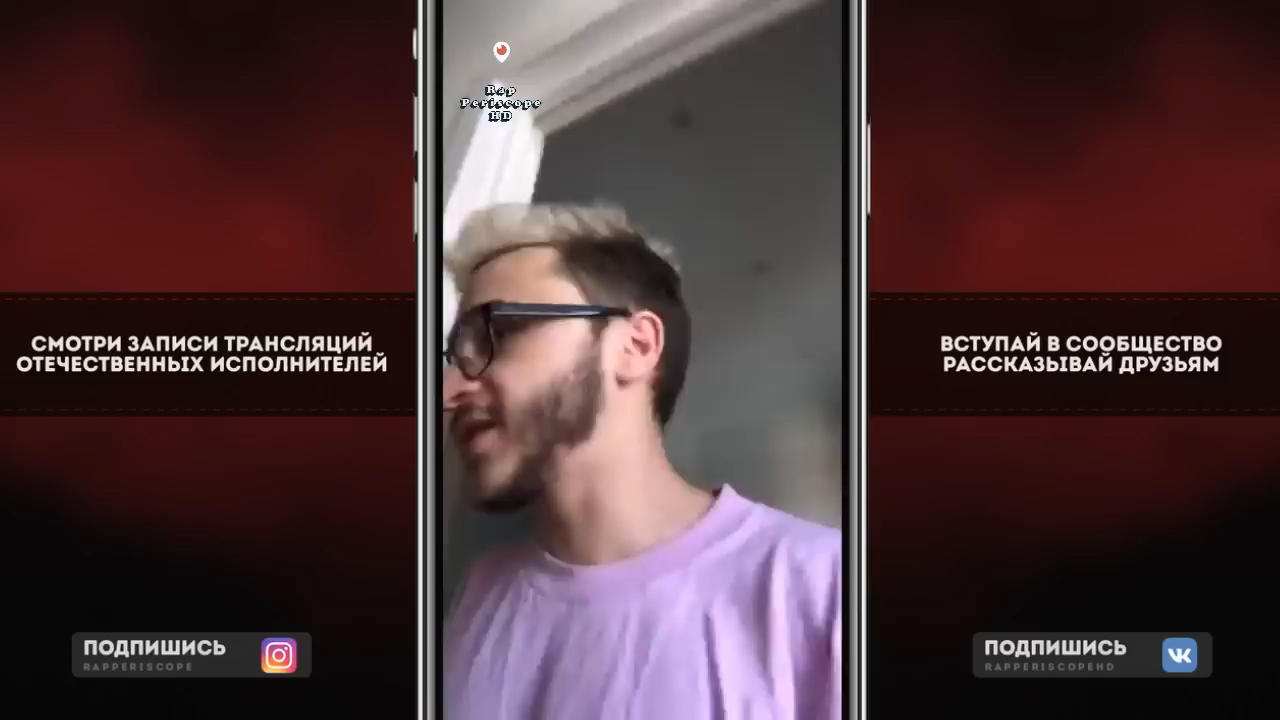 Rap
Periscope
HD
СМОТРИ ЗАПИСИ ТРАНСЛЯЦИЙ
ОТЕЧЕСТВЕННЫХ ИСПОЛНИТЕЛЕЙ
ВСТУПАЙ В СООБЩЕСТВО
РАССКАЗЫВАЙ ДРУЗЬЯМ
ПОДПИШИСЬ
RAPPERISCOPE
ПОДПИШИСЬ
RAPPERISCOPEHD